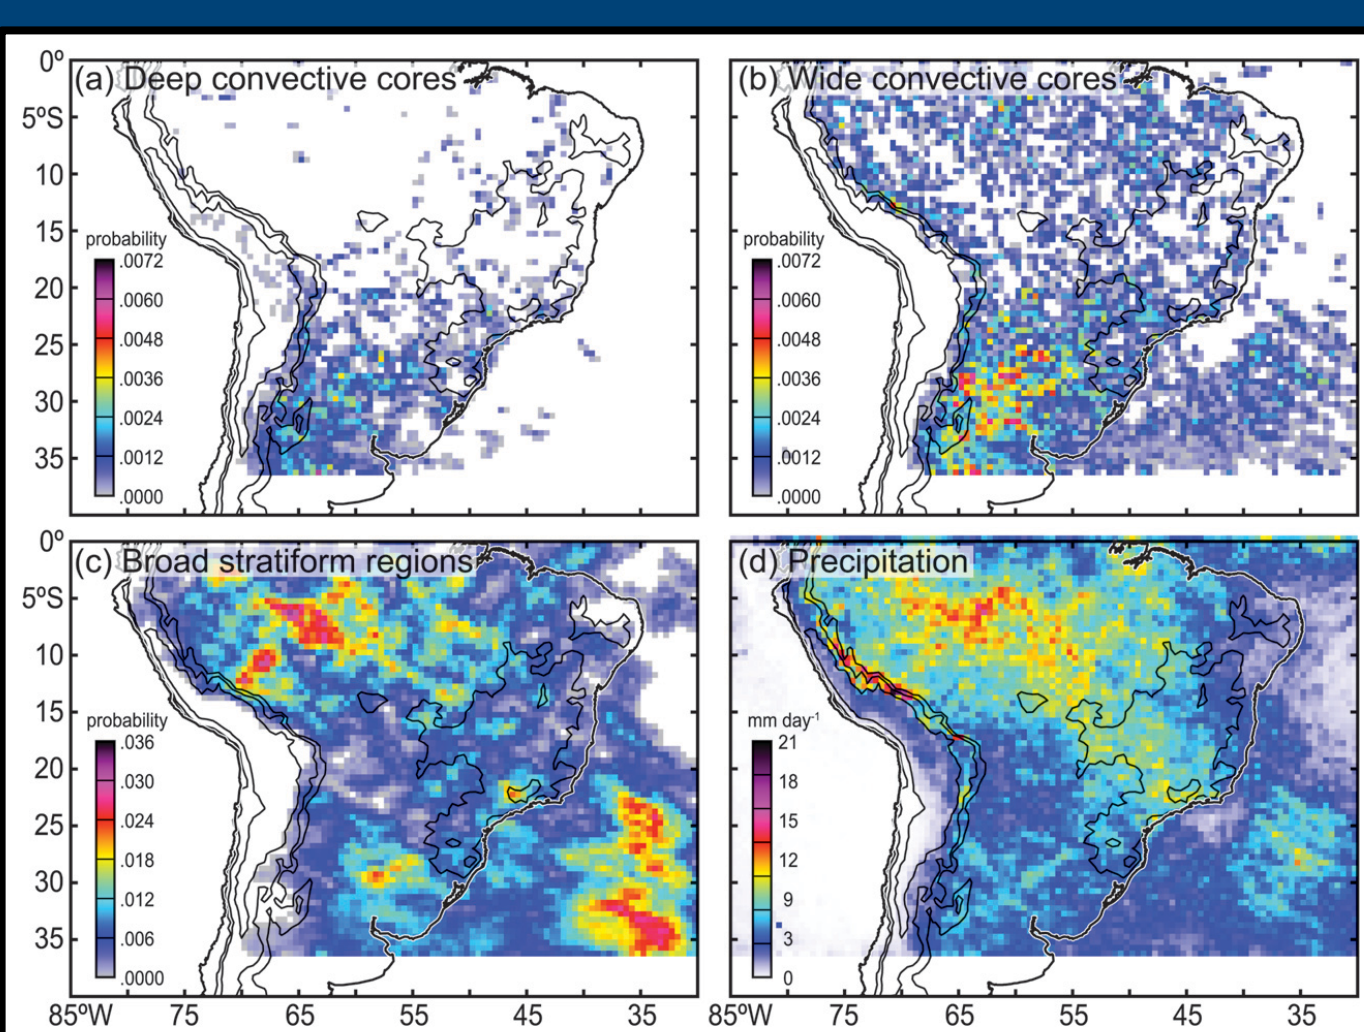 (a) Deep convective cores
0º
5ºS
10
15
20
25
30
35
probability
.0072
.0060
.0048
.0036
.0024
.0012
.0000
(b) Wide convective cores
probability
.0072
.0060
.0048
.0036
.0024
.0012
.0000
(c) Broad stratiform regions
0º
5ºS
10
15
20
25
30
35
probability
.036
.030
.024
.018
.012
.006
.0000
85ºW 75 65 55 45 35
(d) Precipitation
mm day⁻¹
21
18
15
12
9
3
0
85ºW 75 65 55 45 35